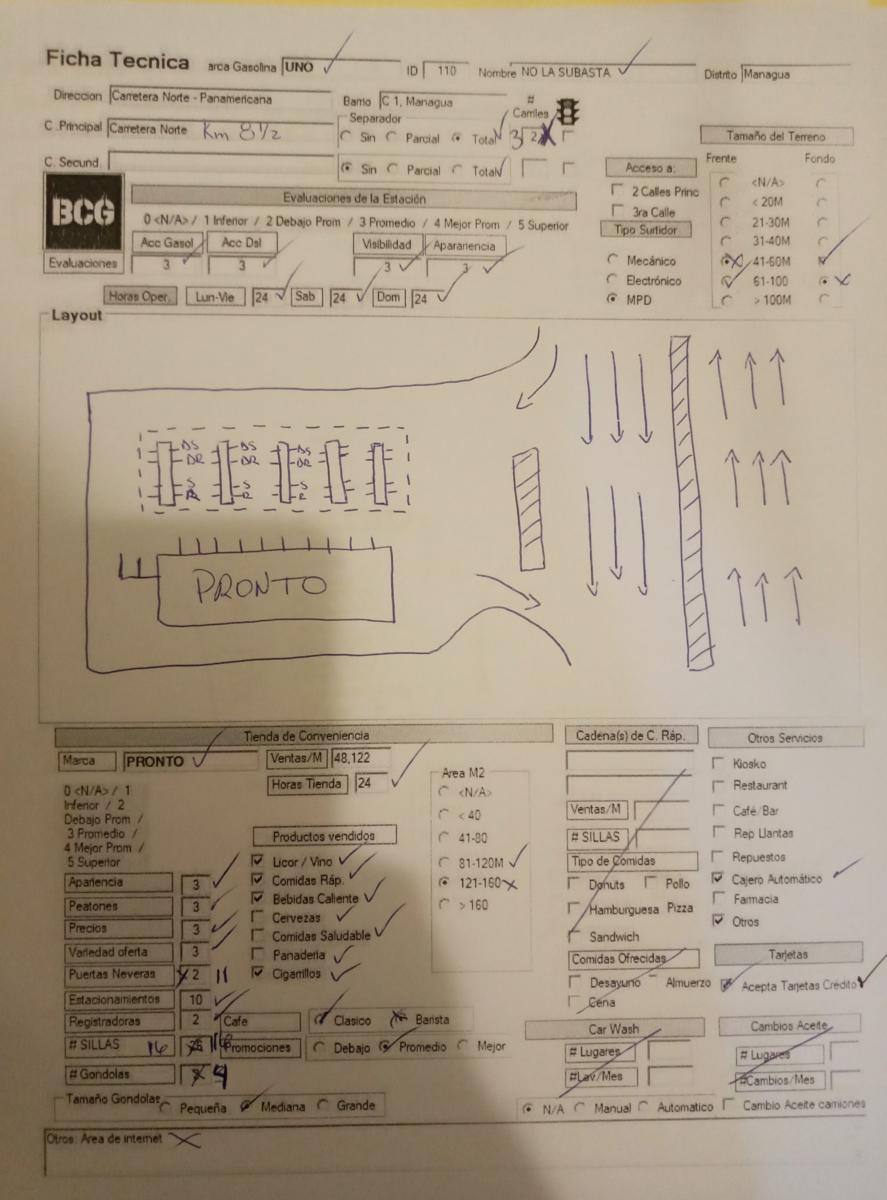 Ficha Tecnica arca Gasolina UNO ID 110 Nombre NO LA SUBASTA Distrito Managua
Direccion Carretera Norte - Panamericana Barrio C 1, Managua # Carriles
C .Principal Carretera Norte Km 8½ Separador Sin Parcial Total 3 2
C. Secund. Sin Parcial Total
Tamaño del Terreno
Frente Fondo
<N/A>
< 20M
21-30M
31-40M
41-60M
61-100
> 100M
Acceso a:
2 Calles Princ
3ra Calle
Tipo Surtidor
Mecánico
Electrónico
MPD
BCG
Evaluaciones
Evaluaciones de la Estación
0 <N/A> / 1 Inferior / 2 Debajo Prom / 3 Promedio / 4 Mejor Prom / 5 Superior
Acc Gasol Acc Dsl Visibilidad Aparariencia
3 3 3 3
Horas Oper. Lun-Vie 24 Sab 24 Dom 24
Layout
DS DS DS
DR DR DR
S S S
R R R
PRONTO
Tienda de Conveniencia
Marca PRONTO Ventas/M 48,122
Horas Tienda 24
0 <N/A> / 1
Inferior / 2
Debajo Prom /
3 Promedio /
4 Mejor Prom /
5 Superior
Apariencia 3
Peatones 3
Precios 3
Variedad oferta 3
Puertas Neveras 2 11
Estacionamientos 10
Registradoras 2
# SILLAS 16 16
# Gondolas 4
Productos vendidos
Licor / Vino
Comidas Ráp.
Bebidas Caliente
Cervezas
Comidas Saludable
Panaderia
Cigarrillos
Cafe Clasico Barista
Promociones Debajo Promedio Mejor
Tamaño Gondolas Pequeña Mediana Grande
Area M2
<N/A>
< 40
41-80
81-120M
121-160
> 160
Cadena(s) de C. Ráp.
Ventas/M
# SILLAS
Tipo de Comidas
Donuts Pollo
Hamburguesa Pizza
Sandwich
Comidas Ofrecidas
Desayuno Almuerzo
Cena
Otros Servicios
Kiosko
Restaurant
Café/Bar
Rep Llantas
Repuestos
Cajero Automático
Farmacia
Otros
Tarjetas
Acepta Tarjetas Crédito
Car Wash
# Lugares
#Lav/Mes
N/A Manual Automatico
Cambios Aceite
# Lugares
#Cambios/Mes
Cambio Aceite camiones
Otros: Area de internet